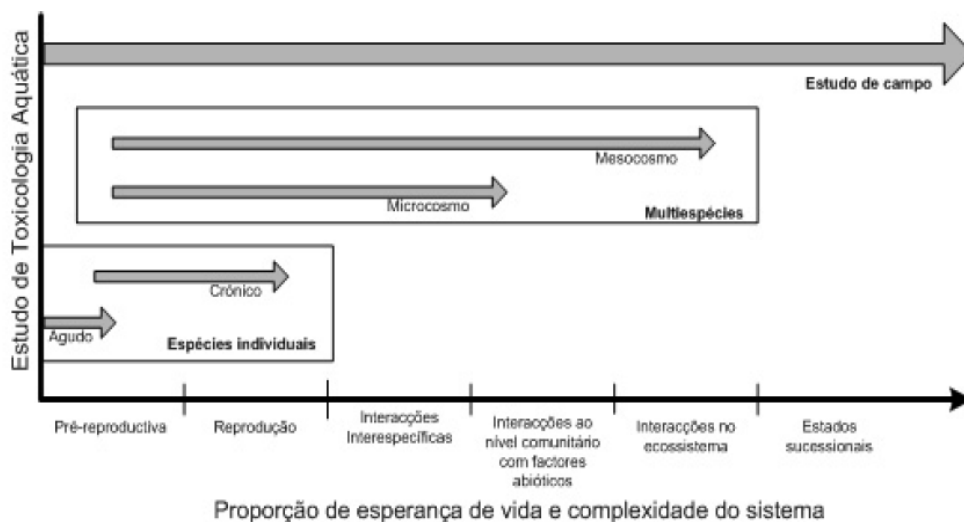 Estudo de Toxicologia Aquática
Estudo de campo
Mesocosmo
Microcosmo
Multiespécies
Crónico
Agudo
Espécies individuais
Pré-reproductiva
Reprodução
Interacções
Interespecíficas
Interacções ao
nível comunitário
com factores
abióticos
Interacções no
ecossistema
Estados
sucessionais
Proporção de esperança de vida e complexidade do sistema